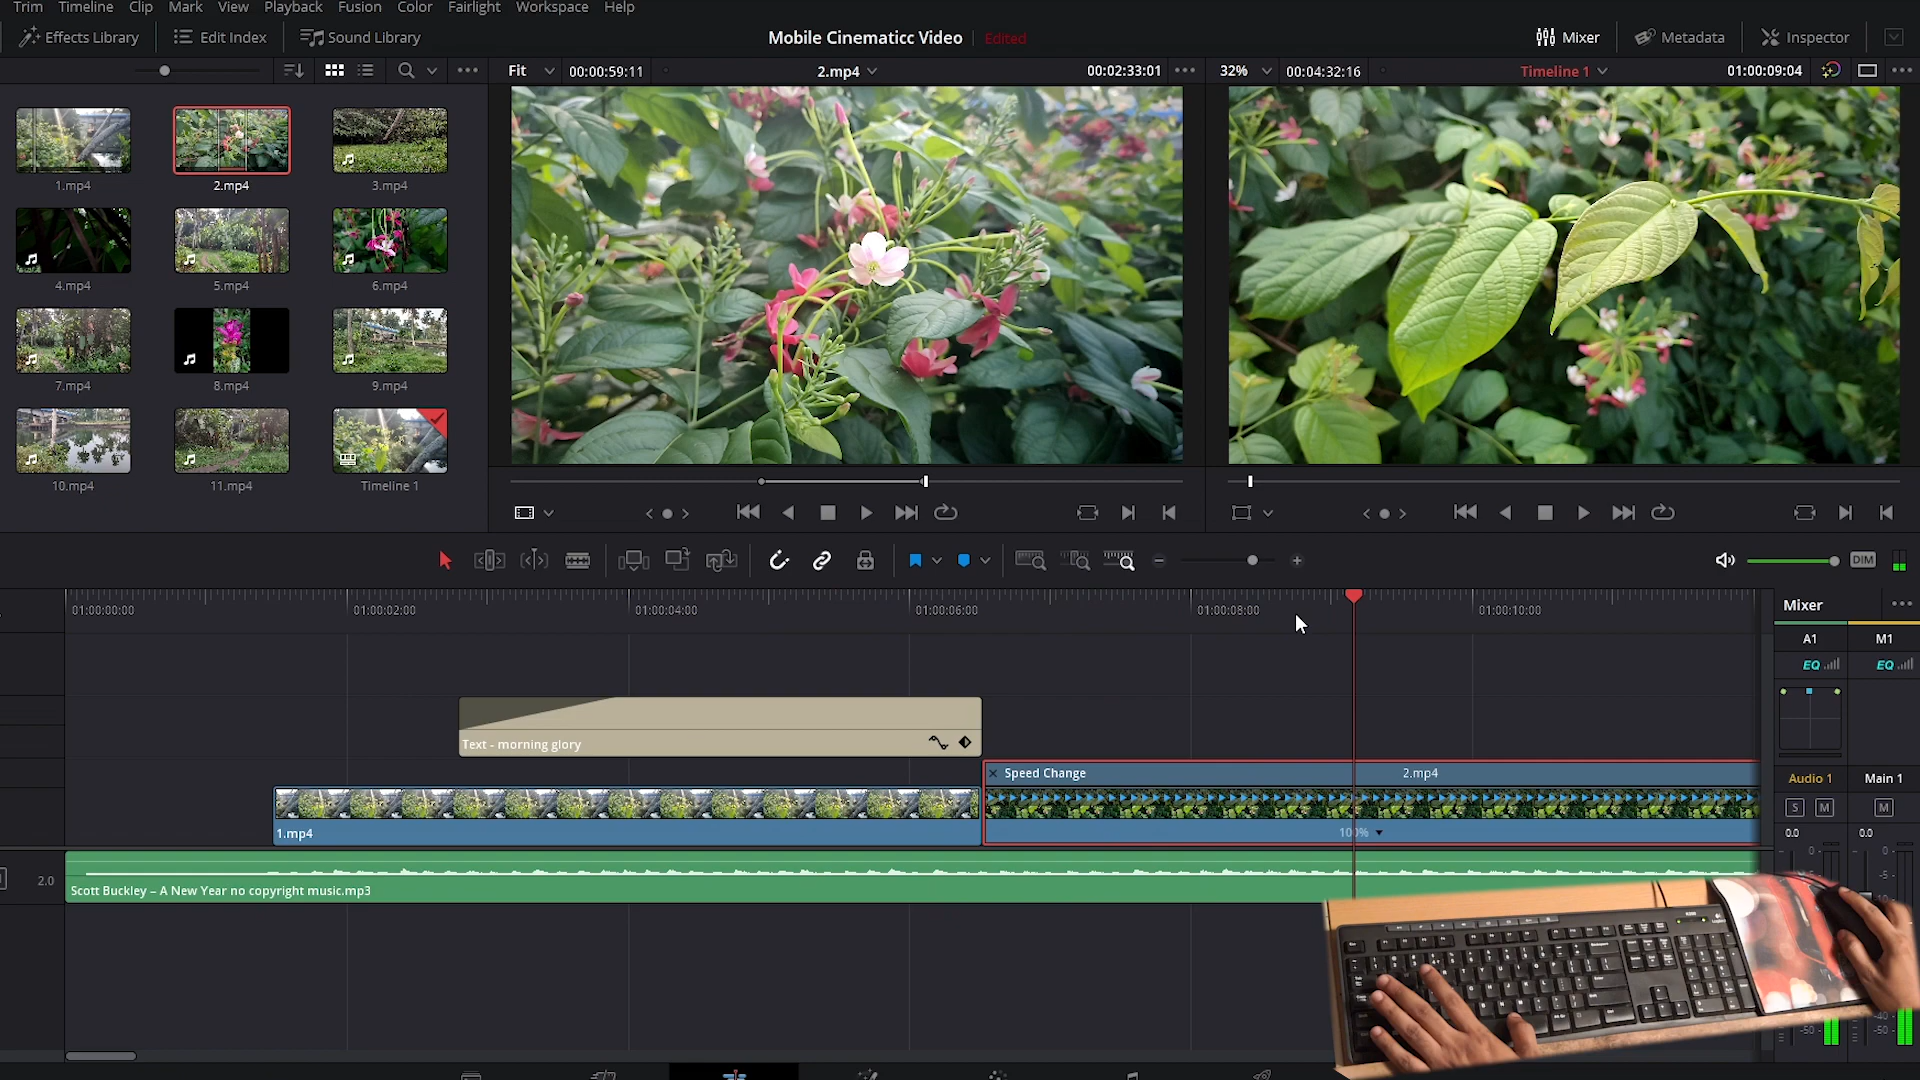 Trim Timeline Clip Mark View Playback Fusion Color Fairlight Workspace Help
Effects Library Edit Index Sound Library Mobile Cinematicc Video Edited Mixer Metadata Inspector
Fit 00:00:59:11 2.mp4 00:02:33:01 32% 00:04:32:16 Timeline 1 01:00:09:04
1.mp4 2.mp4 3.mp4
4.mp4 5.mp4 6.mp4
7.mp4 8.mp4 9.mp4
10.mp4 11.mp4 Timeline 1
DIM
01:00:00:00 01:00:02:00 01:00:04:00 01:00:06:00 01:00:08:00 01:00:10:00
Mixer
A1 M1
EQ EQ
Text - morning glory
Speed Change 2.mp4
Audio 1 Main 1
S M M
1.mp4 100%
0.0 0.0
0 0
-5 -5
2.0
Scott Buckley – A New Year no copyright music.mp3
-50 -50